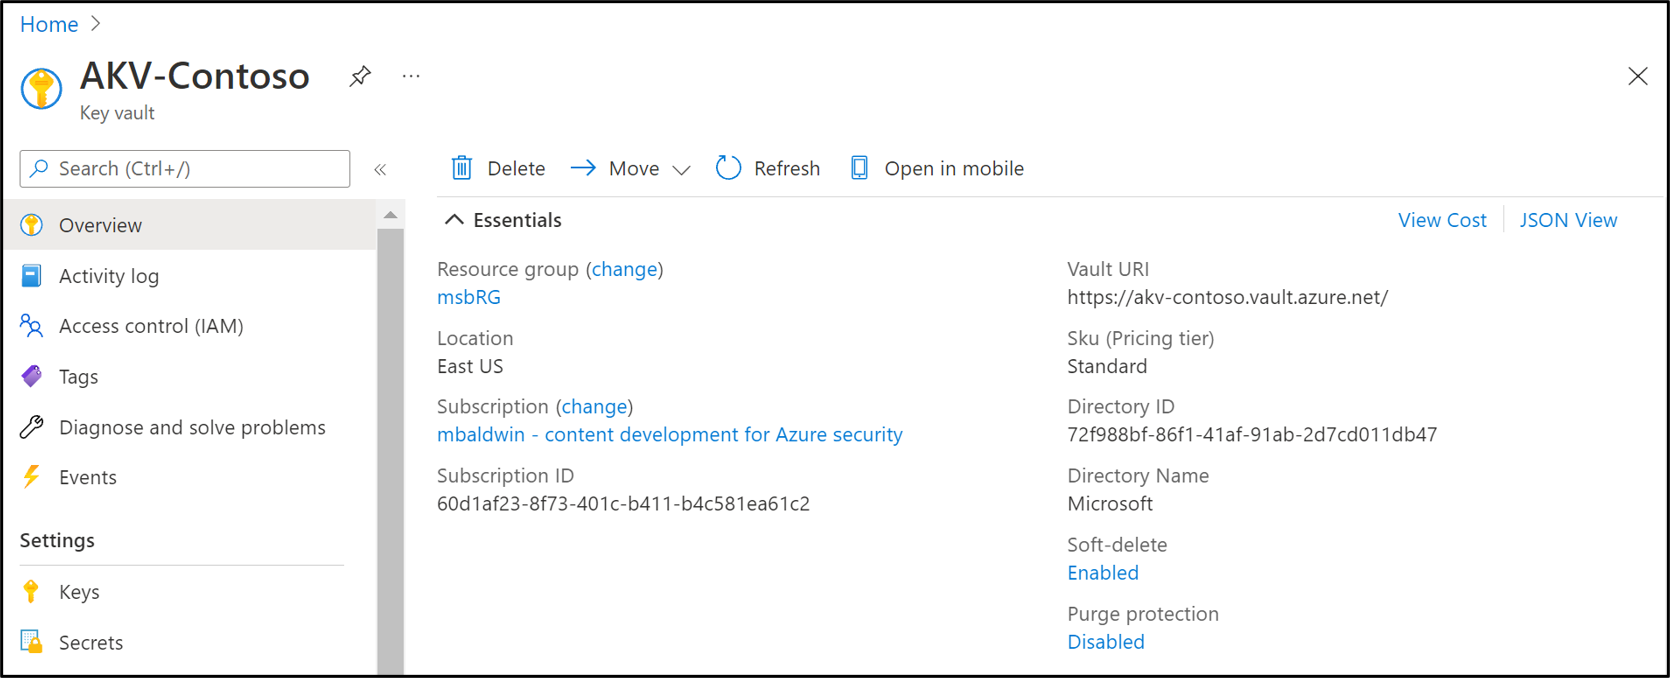 Home
AKV-Contoso
Key vault
Search (Ctrl+/)
Overview
Activity log
Access control (IAM)
Tags
Diagnose and solve problems
Events
Settings
Keys
Secrets
Delete Move Refresh Open in mobile
Essentials
View Cost JSON View
Resource group (change)
msbRG
Location
East US
Subscription (change)
mbaldwin - content development for Azure security
Subscription ID
60d1af23-8f73-401c-b411-b4c581ea61c2
Vault URI
https://akv-contoso.vault.azure.net/
Sku (Pricing tier)
Standard
Directory ID
72f988bf-86f1-41af-91ab-2d7cd011db47
Directory Name
Microsoft
Soft-delete
Enabled
Purge protection
Disabled